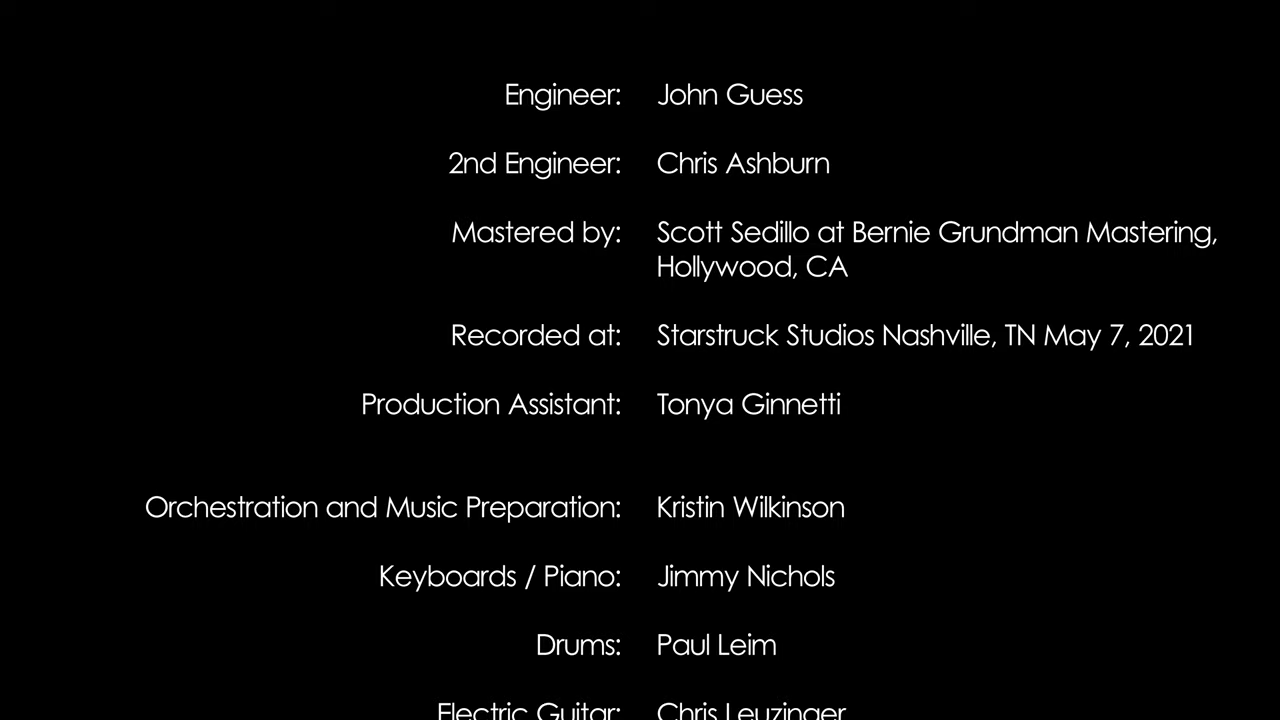 Engineer: John Guess
2nd Engineer: Chris Ashburn
Mastered by: Scott Sedillo at Bernie Grundman Mastering,
Hollywood, CA
Recorded at: Starstruck Studios Nashville, TN May 7, 2021
Production Assistant: Tonya Ginnetti
Orchestration and Music Preparation: Kristin Wilkinson
Keyboards / Piano: Jimmy Nichols
Drums: Paul Leim
Electric Guitar: Chris Leuzinger